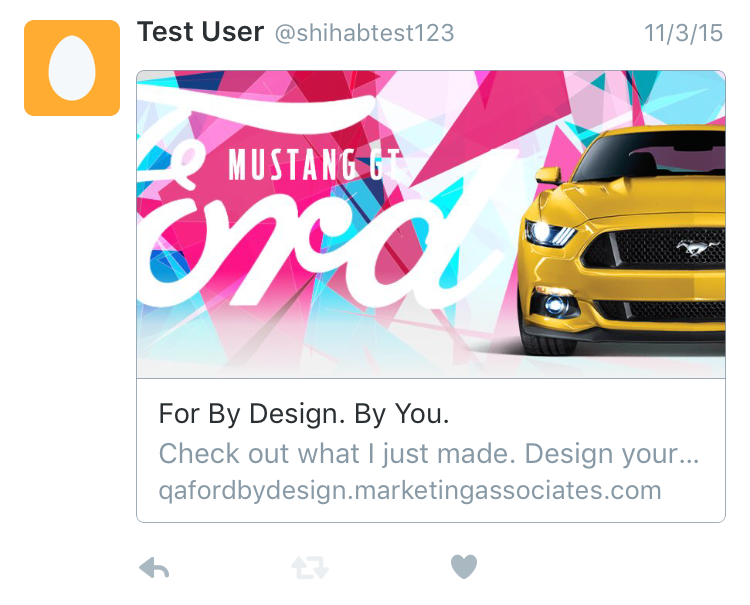 Test User @shihabtest123 11/3/15
MUSTANG GT
Ford
For By Design. By You.
Check out what I just made. Design your...
qafordbydesign.marketingassociates.com